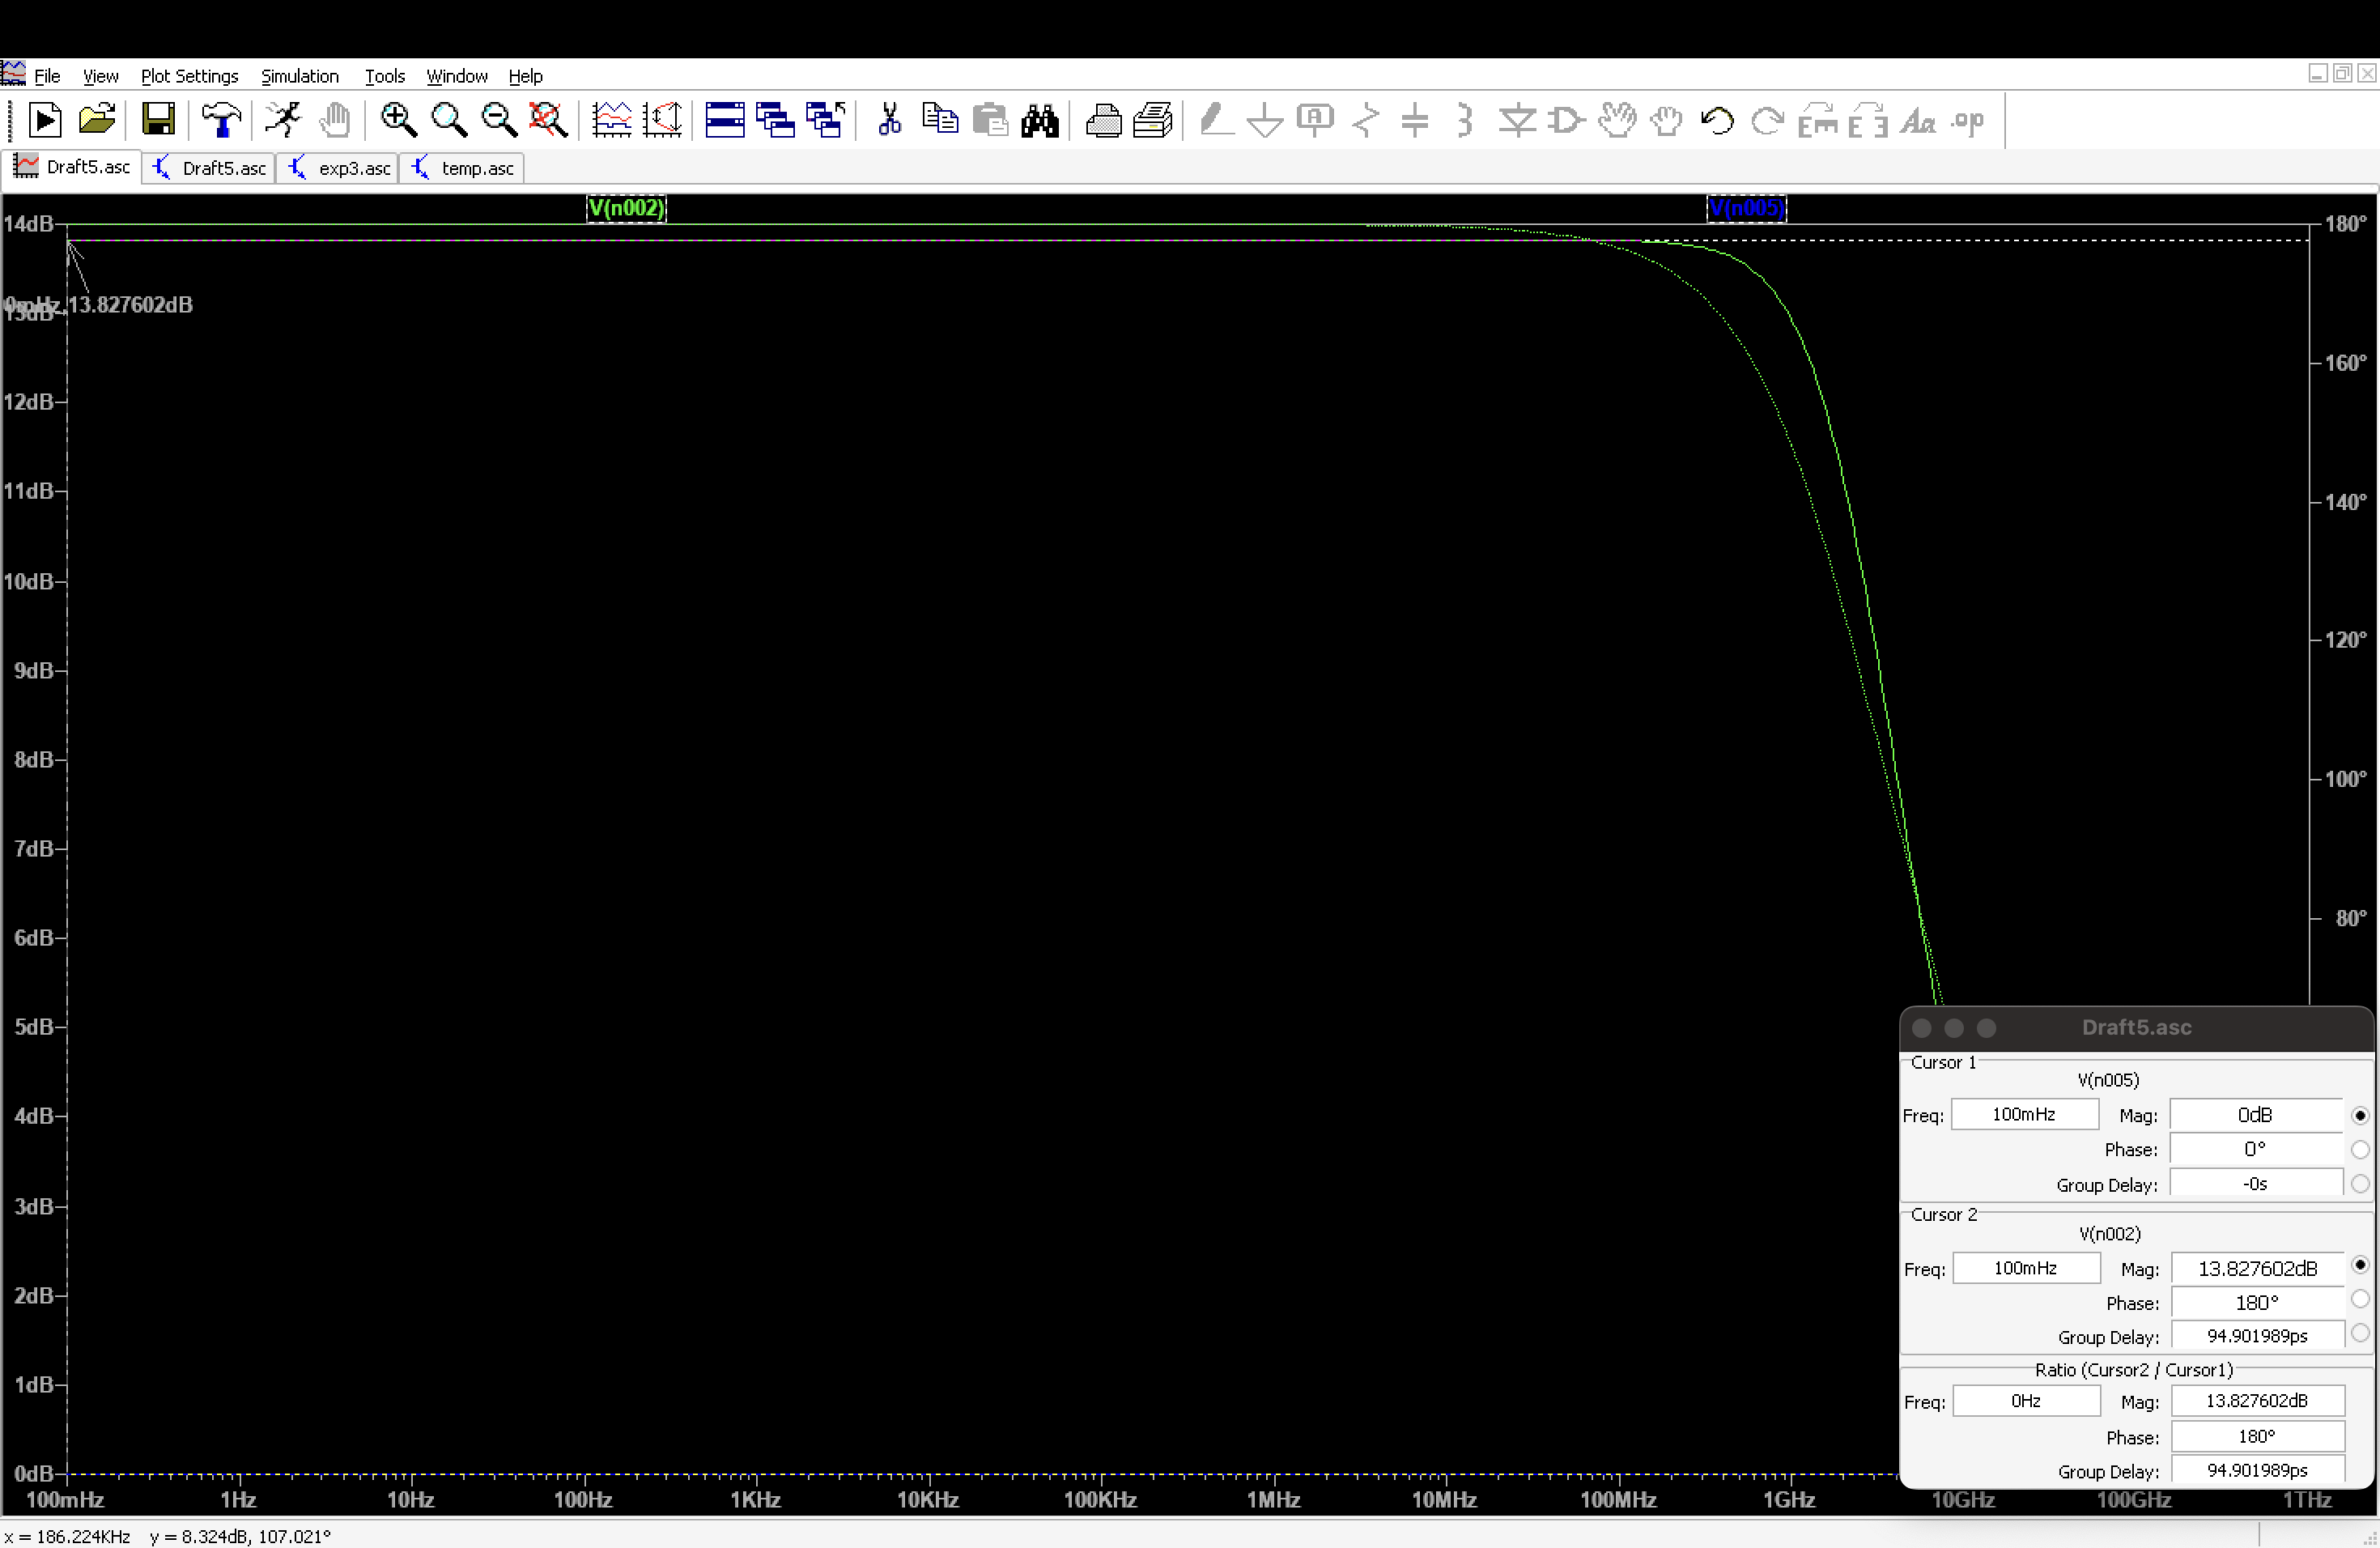 File View Plot Settings Simulation Tools Window Help
Draft5.asc Draft5.asc exp3.asc temp.asc
V(n002) V(n005)
14dB 180°
13.827602dB
13dB
160°
12dB
11dB 140°
10dB
120°
9dB
8dB 100°
7dB
6dB 80°
5dB
4dB
3dB
2dB
1dB
0dB
100mHz 1Hz 10Hz 100Hz 1KHz 10KHz 100KHz 1MHz 10MHz 100MHz 1GHz 10GHz 100GHz 1THz
Draft5.asc
Cursor 1
V(n005)
Freq: 100mHz Mag: 0dB
Phase: 0°
Group Delay: -0s
Cursor 2
V(n002)
Freq: 100mHz Mag: 13.827602dB
Phase: 180°
Group Delay: 94.901989ps
Ratio (Cursor2 / Cursor1)
Freq: 0Hz Mag: 13.827602dB
Phase: 180°
Group Delay: 94.901989ps
x = 186.224KHz y = 8.324dB, 107.021°